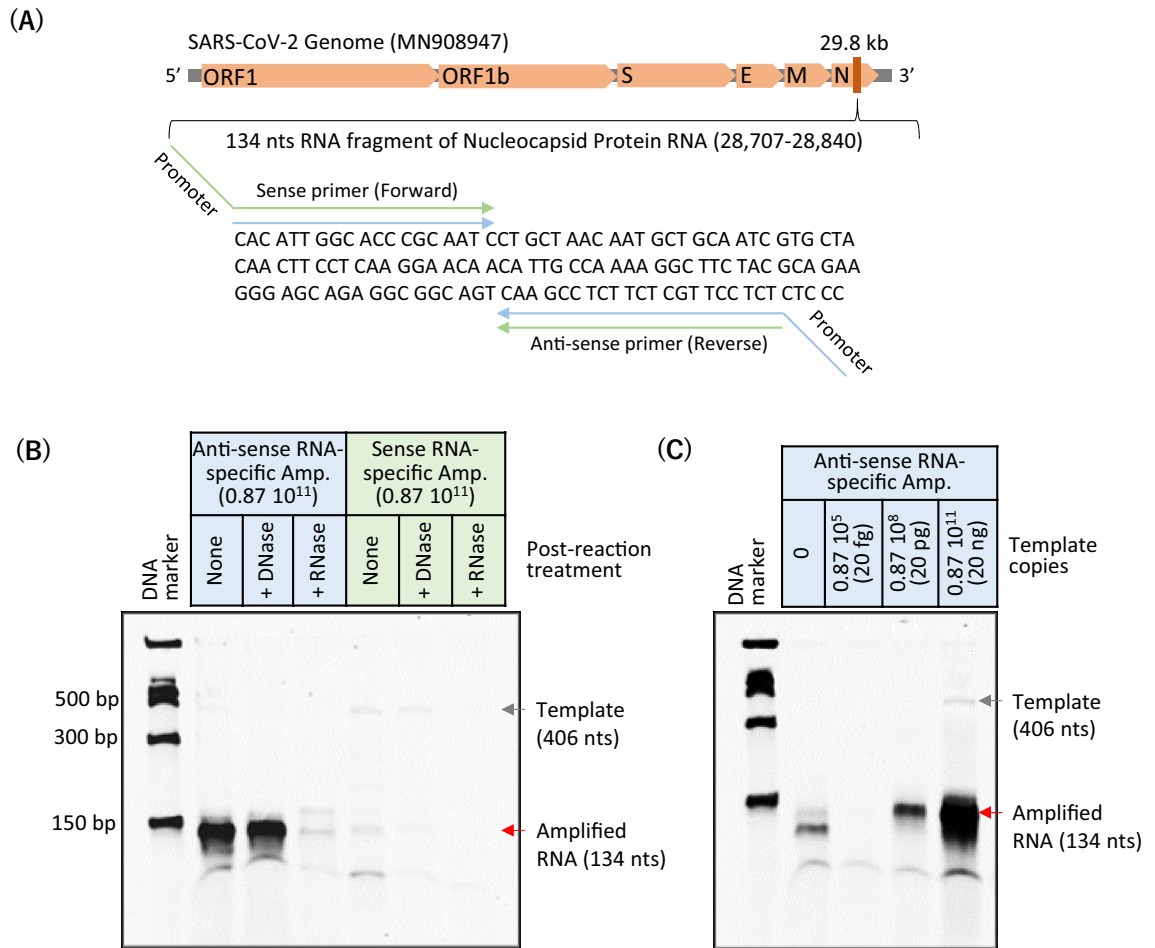 (A)
SARS-CoV-2 Genome (MN908947)
29.8 kb
5’
ORF1
ORF1b
S
E
M
N
3’
134 nts RNA fragment of Nucleocapsid Protein RNA (28,707-28,840)
Promoter
Sense primer (Forward)
CAC ATT GGC ACC CGC AAT CCT GCT AAC AAT GCT GCA ATC GTG CTA
CAA CTT CCT CAA GGA ACA ACA TTG CCA AAA GGC TTC TAC GCA GAA
GGG AGC AGA GGC GGC AGT CAA GCC TCT TCT CGT TCC TCT CTC CC
Anti-sense primer (Reverse)
Promoter
(B)
Anti-sense RNA-
specific Amp.
(0.87 10¹¹)
Sense RNA-
specific Amp.
(0.87 10¹¹)
DNA
marker
None
+ DNase
+ RNase
None
+ DNase
+ RNase
Post-reaction
treatment
500 bp
300 bp
150 bp
Template
(406 nts)
Amplified
RNA (134 nts)
(C)
Anti-sense RNA-
specific Amp.
DNA
marker
0
0.87 10⁵
(20 fg)
0.87 10⁸
(20 pg)
0.87 10¹¹
(20 ng)
Template
copies
Template
(406 nts)
Amplified
RNA (134 nts)